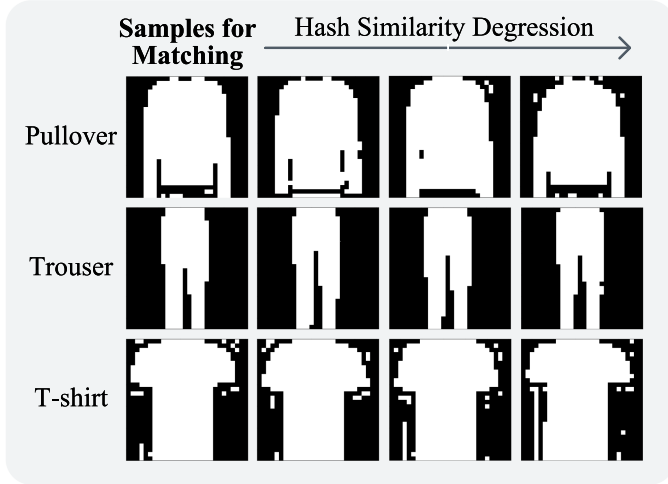 Samples for
Matching
Hash Similarity Degression
Pullover
Trouser
T-shirt